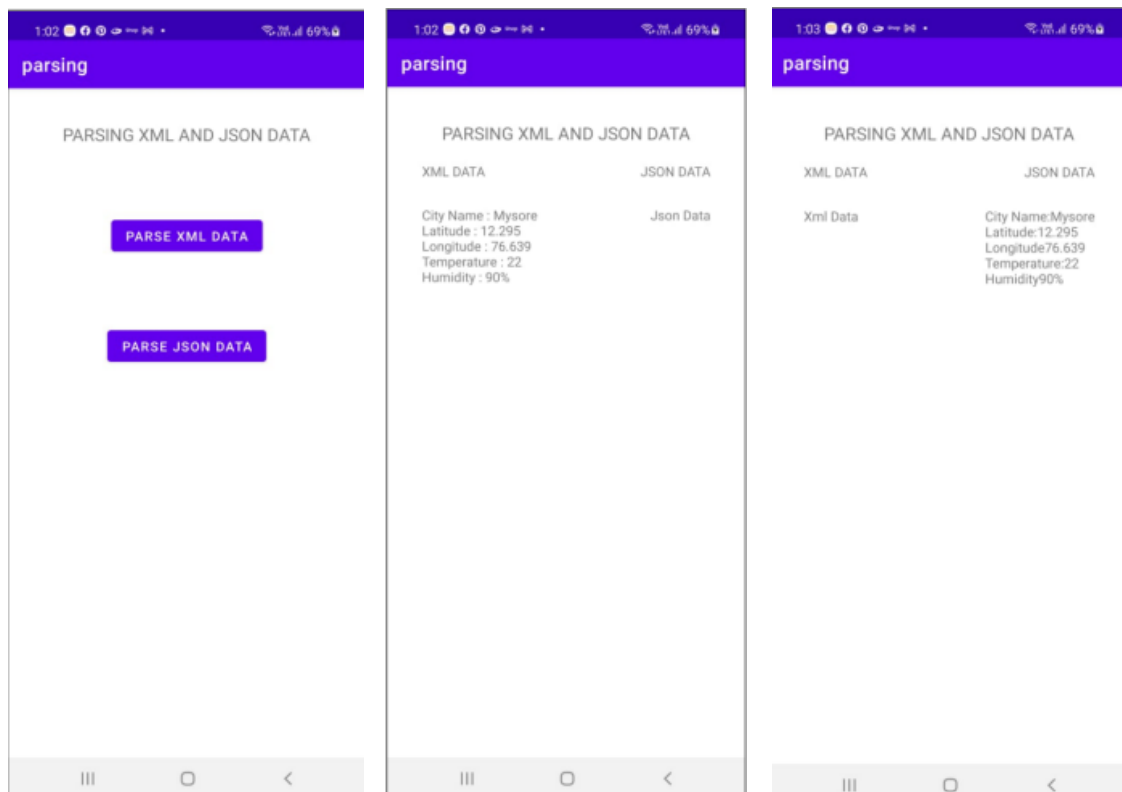 1:02
69%
parsing
PARSING XML AND JSON DATA
PARSE XML DATA
PARSE JSON DATA
1:02
69%
parsing
PARSING XML AND JSON DATA
XML DATA
JSON DATA
City Name : Mysore
Latitude : 12.295
Longitude : 76.639
Temperature : 22
Humidity : 90%
Json Data
1:03
69%
parsing
PARSING XML AND JSON DATA
XML DATA
JSON DATA
Xml Data
City Name:Mysore
Latitude:12.295
Longitude76.639
Temperature:22
Humidity90%